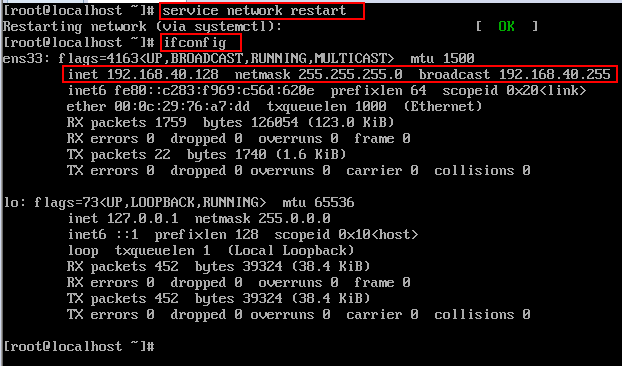 [root@localhost ~]# service network restart
Restarting network (via systemctl): [ OK ]
[root@localhost ~]# ifconfig
ens33: flags=4163<UP,BROADCAST,RUNNING,MULTICAST> mtu 1500
inet 192.168.40.128 netmask 255.255.255.0 broadcast 192.168.40.255
inet6 fe80::c283:f969:c56d:620e prefixlen 64 scopeid 0x20<link>
ether 00:0c:29:76:a7:dd txqueuelen 1000 (Ethernet)
RX packets 1759 bytes 126054 (123.0 KiB)
RX errors 0 dropped 0 overruns 0 frame 0
TX packets 22 bytes 1740 (1.6 KiB)
TX errors 0 dropped 0 overruns 0 carrier 0 collisions 0
lo: flags=73<UP,LOOPBACK,RUNNING> mtu 65536
inet 127.0.0.1 netmask 255.0.0.0
inet6 ::1 prefixlen 128 scopeid 0x10<host>
loop txqueuelen 1 (Local Loopback)
RX packets 452 bytes 39324 (38.4 KiB)
RX errors 0 dropped 0 overruns 0 frame 0
TX packets 452 bytes 39324 (38.4 KiB)
TX errors 0 dropped 0 overruns 0 carrier 0 collisions 0
[root@localhost ~]#